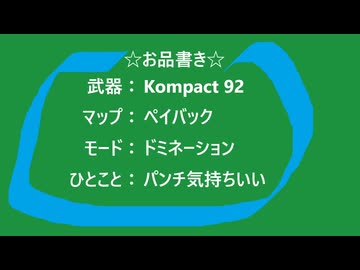 ☆お品書き☆
武器： Kompact 92
マップ： ペイバック
モード： ドミネーション
ひとこと： パンチ気持ちいい